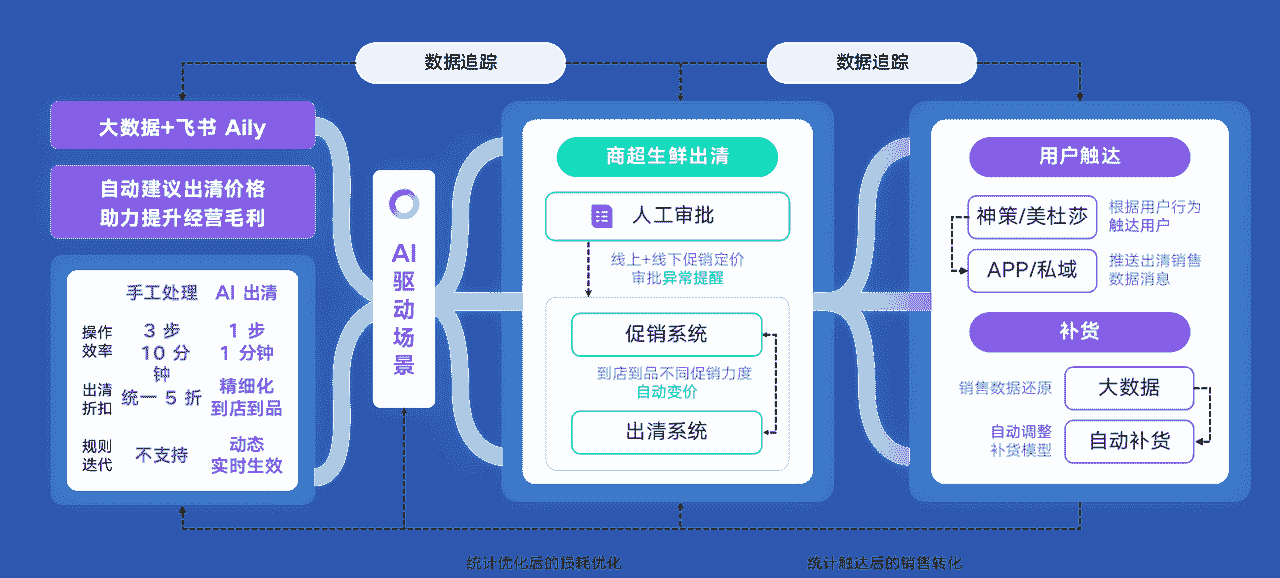 数据追踪
数据追踪
大数据+飞书 Aily
自动建议出清价格
助力提升经营毛利
手工处理 AI 出清
操作效率 3 步 10 分钟 1 步 1 分钟
出清折扣 统一 5 折 精细化到店到品
规则迭代 不支持 动态实时生效
AI驱动场景
商超生鲜出清
人工审批
线上+线下促销定价
审批异常提醒
促销系统
到店到品不同促销力度
自动变价
出清系统
用户触达
神策/美杜莎
根据用户行为
触达用户
APP/私域
推送出清销售
数据消息
补货
销售数据还原
大数据
自动调整
补货模型
自动补货
统计优化后的损耗优化
统计触达后的销售转化